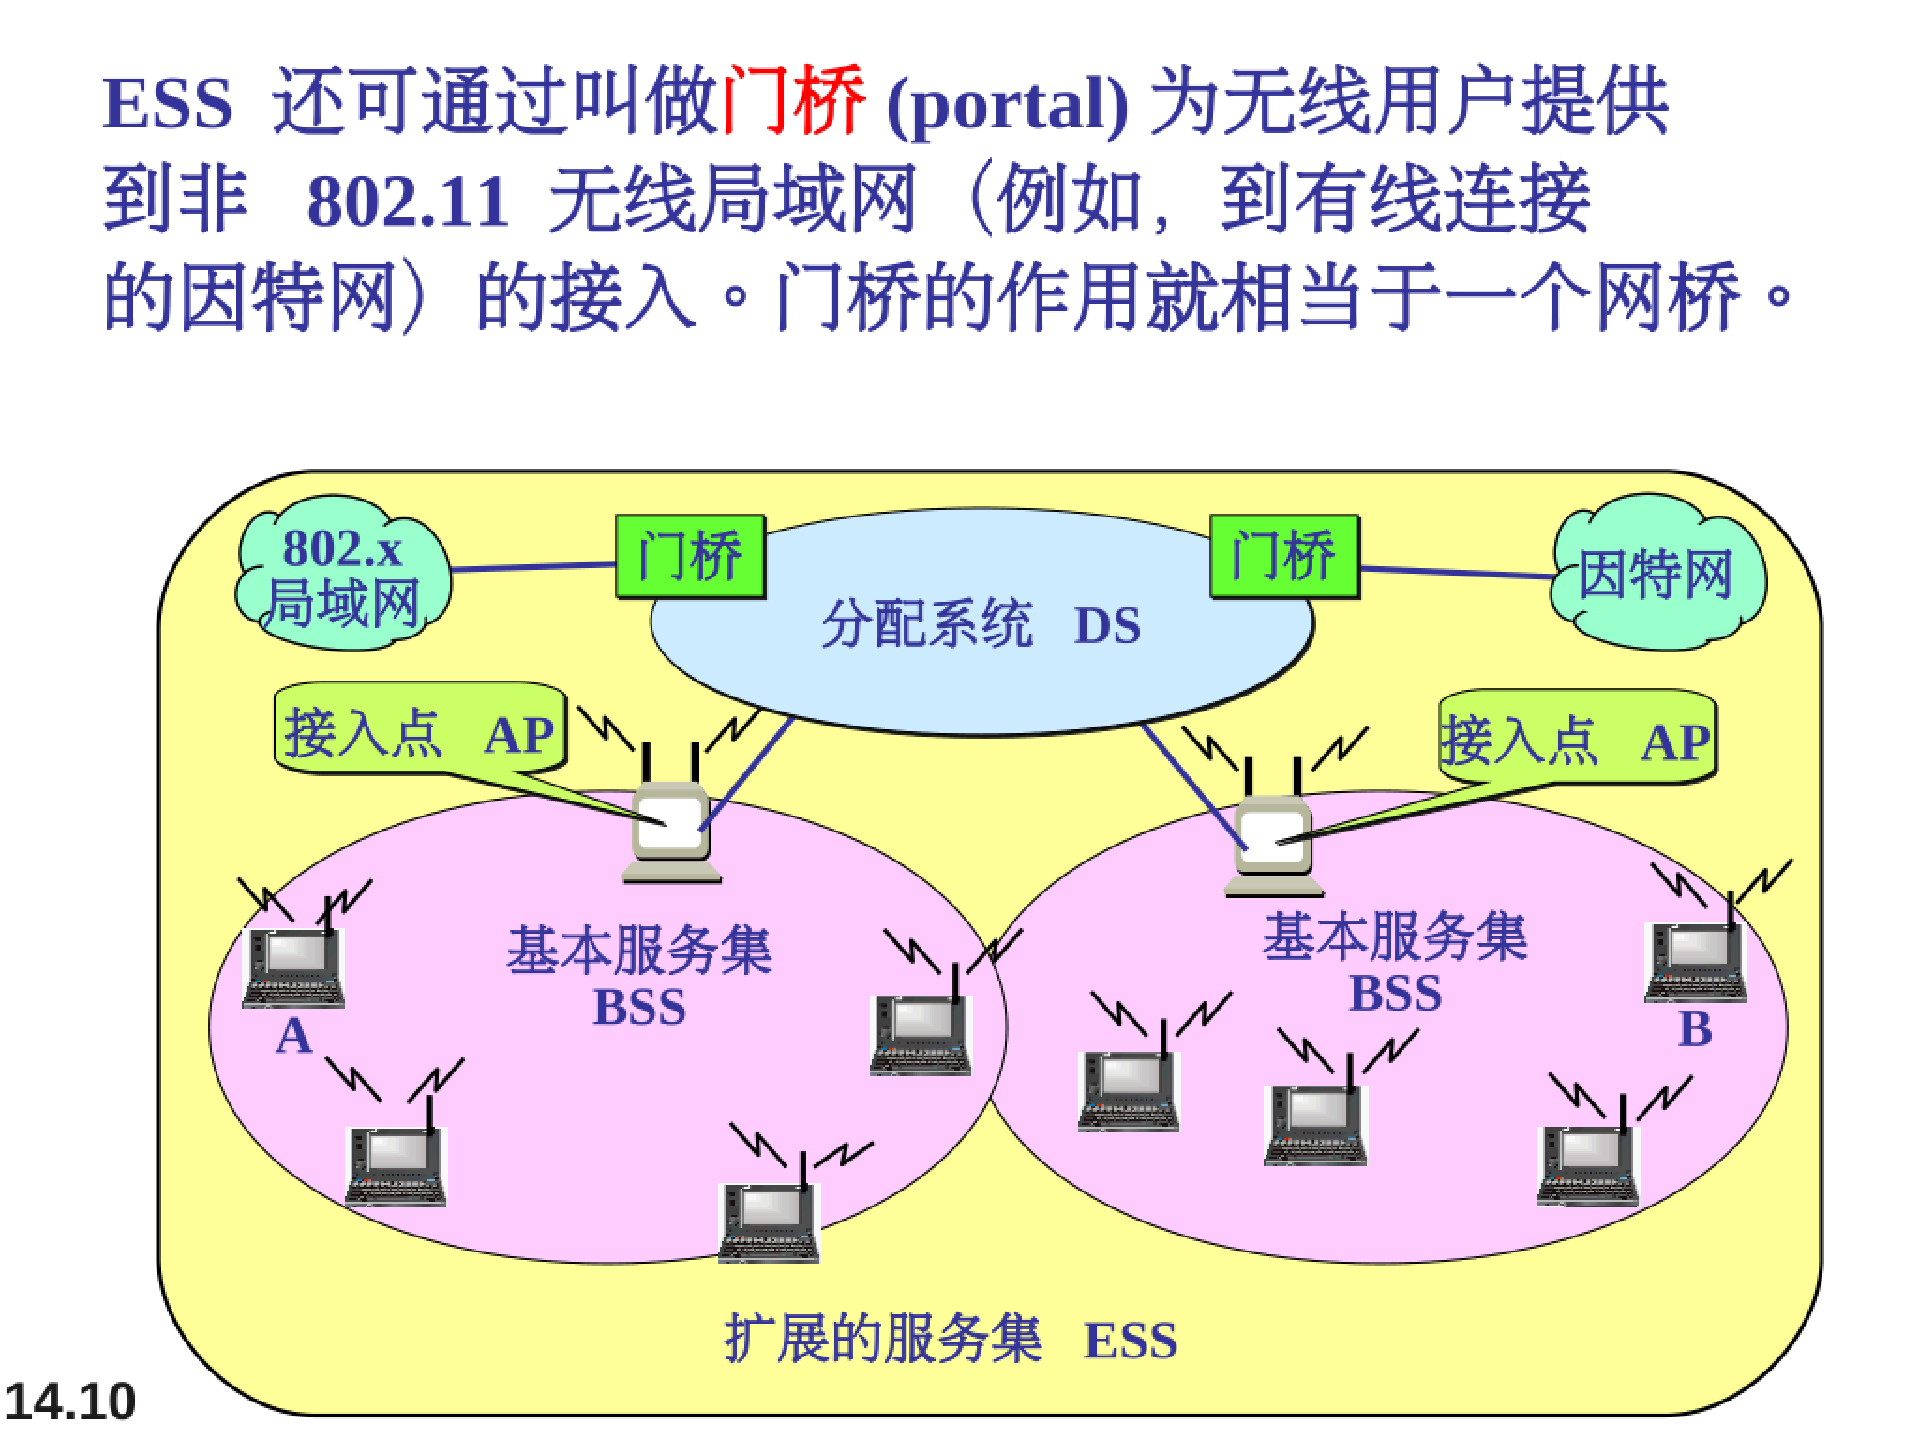 ESS 还可通过叫做门桥 (portal) 为无线用户提供
到非 802.11 无线局域网（例如，到有线连接
的因特网）的接入。门桥的作用就相当于一个网桥。
802.x
局域网
门桥
门桥
因特网
分配系统 DS
接入点 AP
接入点 AP
基本服务集
BSS
基本服务集
BSS
A
B
扩展的服务集 ESS
14.10